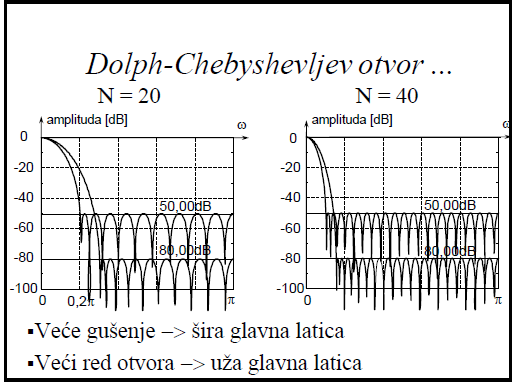 Dolph-Chebyshevljev otvor ...
N = 20
amplituda [dB]
ω
0
-20
-40
-60
-80
-100
50,00dB
80,00dB
0
0,2π
π
N = 40
amplituda [dB]
ω
0
-20
-40
-60
-80
-100
50,00dB
80,00dB
0
π
▪Veće gušenje –> šira glavna latica
▪Veći red otvora –> uža glavna latica